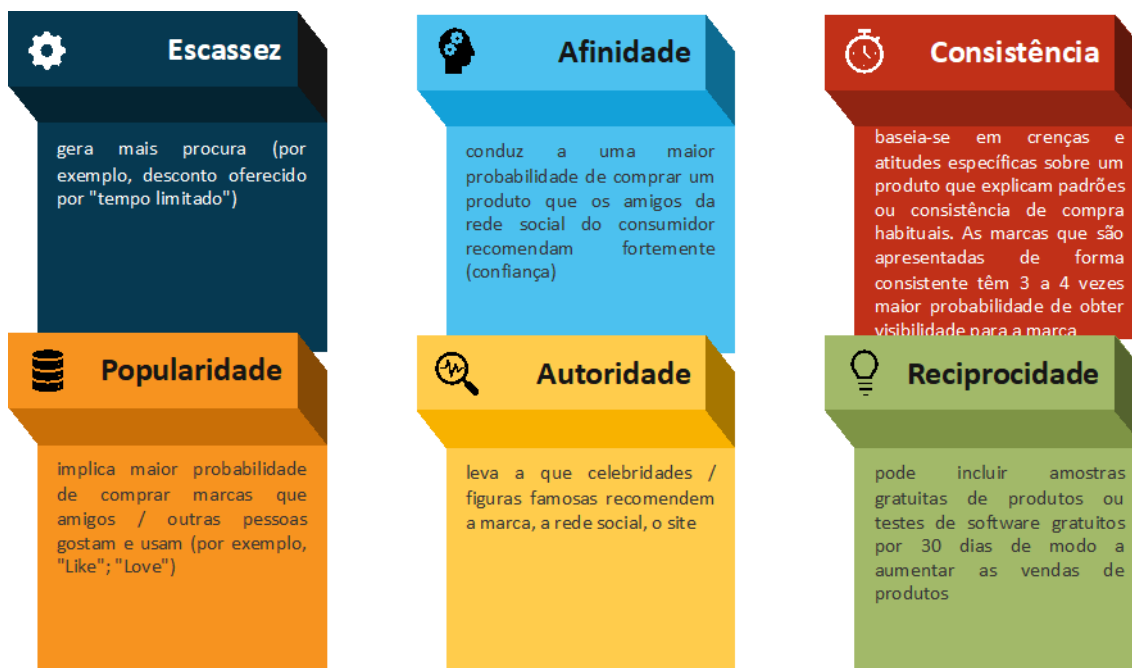 Escassez
gera mais procura (por
exemplo, desconto oferecido
por "tempo limitado")
Afinidade
conduz a uma maior
probabilidade de comprar um
produto que os amigos da
rede social do consumidor
recomendam fortemente
(confiança)
Consistência
baseia-se em crenças e
atitudes específicas sobre um
produto que explicam padrões
ou consistência de compra
habituais. As marcas que são
apresentadas de forma
consistente têm 3 a 4 vezes
maior probabilidade de obter
visibilidade para a marca
Popularidade
implica maior probabilidade
de comprar marcas que
amigos / outras pessoas
gostam e usam (por exemplo,
"Like"; "Love")
Autoridade
leva a que celebridades /
figuras famosas recomendem
a marca, a rede social, o site
Reciprocidade
pode incluir amostras
gratuitas de produtos ou
testes de software gratuitos
por 30 dias de modo a
aumentar as vendas de
produtos